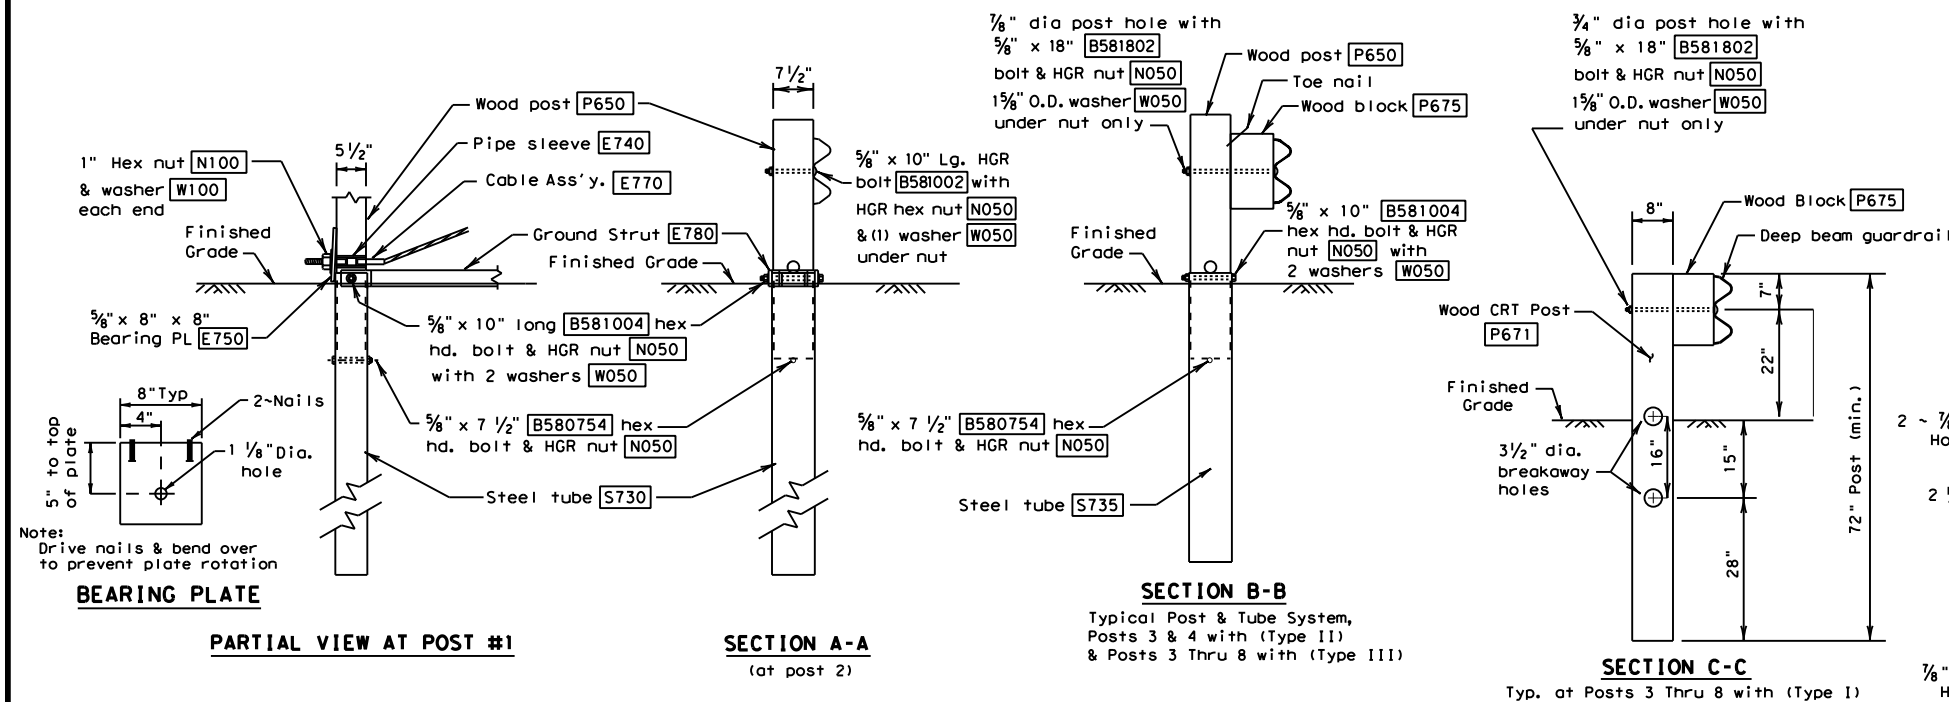 1" Hex nut N100
& washer W100
each end
5 1/2"
Wood post P650
Pipe sleeve E740
Cable Ass'y. E770
Finished
Grade
Ground Strut E780
Finished Grade
5/8" x 8" x 8"
Bearing PL E750
5/8" x 10" long B581004 hex
hd. bolt & HGR nut N050
with 2 washers W050
5/8" x 7 1/2" B580754 hex
hd. bolt & HGR nut N050
Steel tube S730
8" Typ
4"
2~Nails
5" to top
of plate
1 1/8" Dia.
hole
Note:
Drive nails & bend over
to prevent plate rotation
BEARING PLATE
PARTIAL VIEW AT POST #1
7 1/2"
5/8" x 10" Lg. HGR
bolt B581002 with
HGR hex nut N050
& (1) washer W050
under nut
SECTION A-A
(at post 2)
7/8" dia post hole with
5/8" x 18" B581802
bolt & HGR nut N050
1 5/8" O.D. washer W050
under nut only
Wood post P650
Toe nail
Wood block P675
5/8" x 10" B581004
hex hd. bolt & HGR
nut N050 with
2 washers W050
Finished
Grade
5/8" x 7 1/2" B580754 hex
hd. bolt & HGR nut N050
Steel tube S735
SECTION B-B
Typical Post & Tube System,
Posts 3 & 4 with (Type II)
& Posts 3 Thru 8 with (Type III)
3/4" dia post hole with
5/8" x 18" B581802
bolt & HGR nut N050
1 5/8" O.D. washer W050
under nut only
8"
Wood Block P675
Deep beam guardrail
Wood CRT Post
P671
7"
22"
Finished
Grade
3 1/2" dia.
breakaway
holes
16"
15"
28"
72" Post (min.)
SECTION C-C
Typ. at Posts 3 Thru 8 with (Type I)
2 ~
Ho
2
7/8"
H